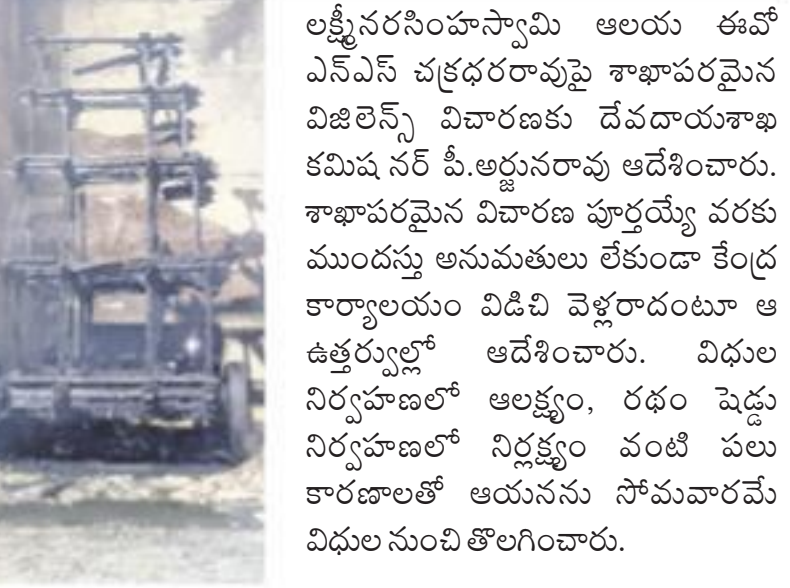 లక్ష్మీనరసింహస్వామి ఆలయ ఈవో
ఎన్ఎస్ చక్రధరరావుపై శాఖాపరమైన
విజిలెన్స్ విచారణకు దేవదాయశాఖ
కమిష నర్ పీ.అర్జునరావు ఆదేశించారు.
శాఖాపరమైన విచారణ పూర్తయ్యే వరకు
ముందస్తు అనుమతులు లేకుండా కేంద్ర
కార్యాలయం విడిచి వెళ్లరాదంటూ ఆ
ఉత్తర్వుల్లో ఆదేశించారు. విధుల
నిర్వహణలో ఆలక్ష్యం, రథం షెడ్డు
నిర్వహణలో నిర్లక్ష్యం వంటి పలు
కారణాలతో ఆయనను సోమవారమే
విధుల నుంచి తొలగించారు.